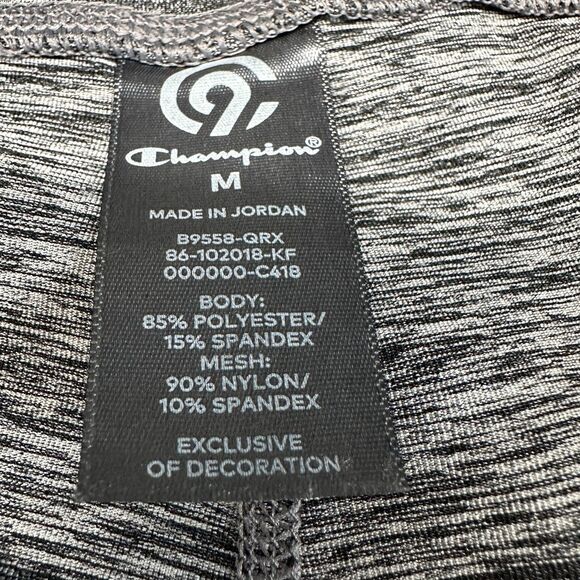 C9
Champion®
M
MADE IN JORDAN
B9558-QRX
86-102018-KF
000000-C418
BODY:
85% POLYESTER/
15% SPANDEX
MESH:
90% NYLON/
10% SPANDEX
EXCLUSIVE
OF DECORATION